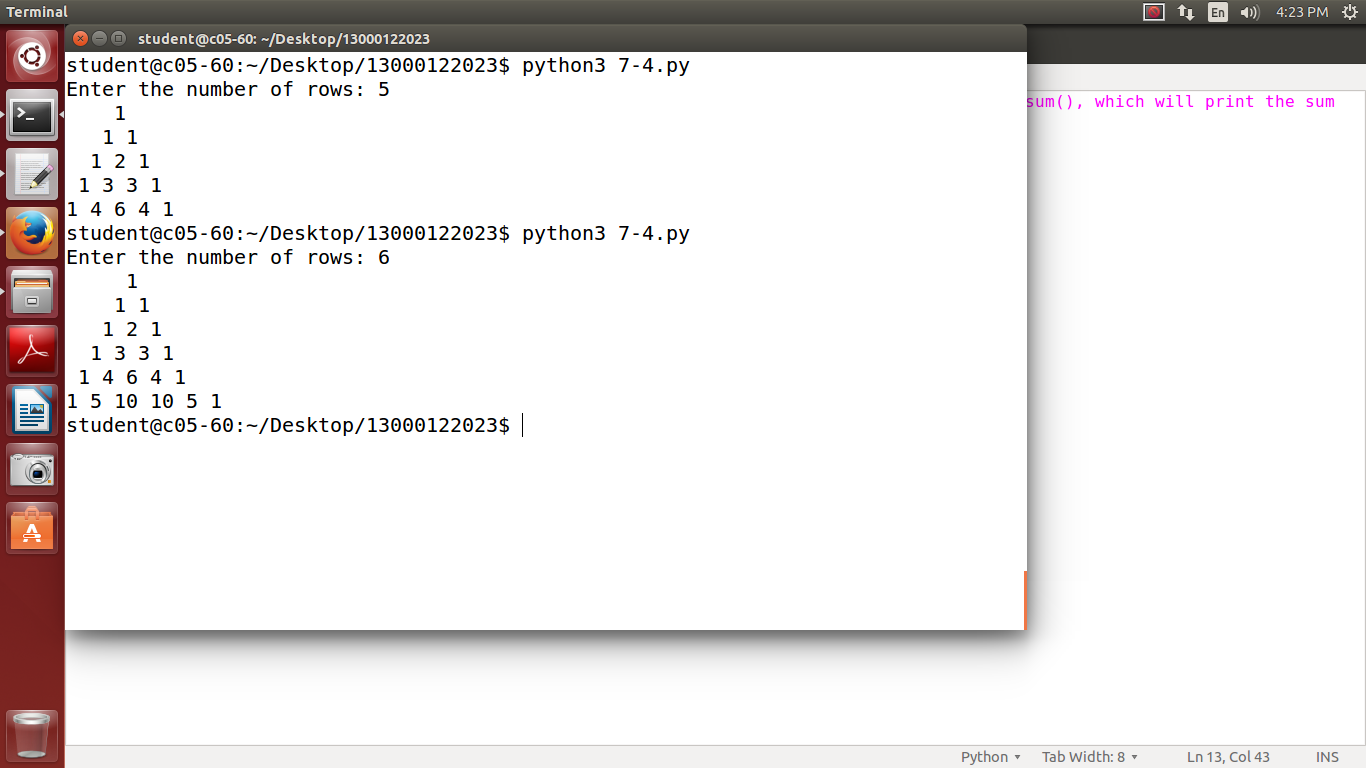 Terminal
En
4:23 PM
student@c05-60: ~/Desktop/13000122023
student@c05-60:~/Desktop/13000122023$ python3 7-4.py
Enter the number of rows: 5
    1
   1 1
  1 2 1
 1 3 3 1
1 4 6 4 1
student@c05-60:~/Desktop/13000122023$ python3 7-4.py
Enter the number of rows: 6
     1
    1 1
   1 2 1
  1 3 3 1
 1 4 6 4 1
1 5 10 10 5 1
student@c05-60:~/Desktop/13000122023$
sum(), which will print the sum
Python Tab Width: 8 Ln 13, Col 43 INS